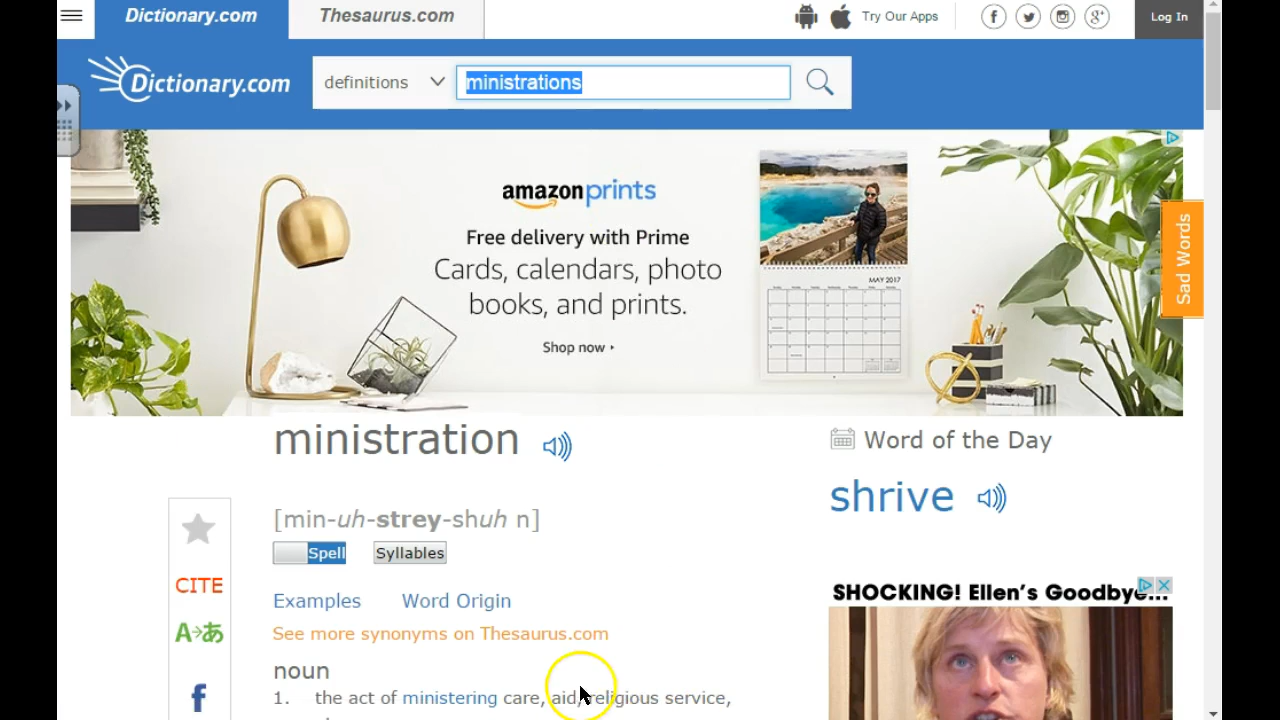 Dictionary.com
Thesaurus.com
Try Our Apps
Log In
Dictionary.com
definitions
ministrations
amazonprints
Free delivery with Prime
Cards, calendars, photo
books, and prints.
Shop now
MAY 2017
Sad Words
ministration
Word of the Day
shrive
[min-uh-strey-shuh n]
Spell
Syllables
CITE
Examples
Word Origin
A→あ
See more synonyms on Thesaurus.com
noun
1. the act of ministering care, aid, religious service,
SHOCKING! Ellen's Goodbye...